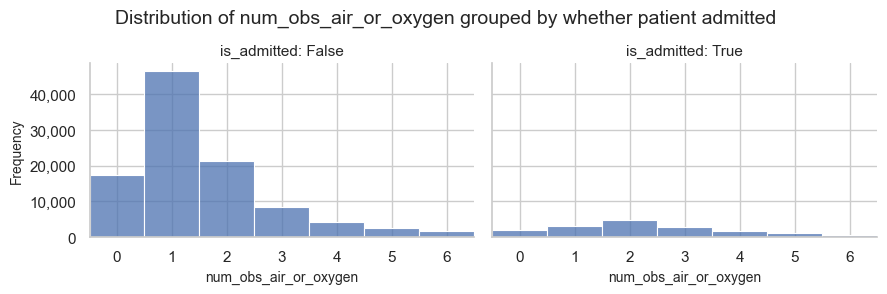 Distribution of num_obs_air_or_oxygen grouped by whether patient admitted
is_admitted: False
is_admitted: True
Frequency
40,000
30,000
20,000
10,000
0
0 1 2 3 4 5 6
0 1 2 3 4 5 6
num_obs_air_or_oxygen
num_obs_air_or_oxygen